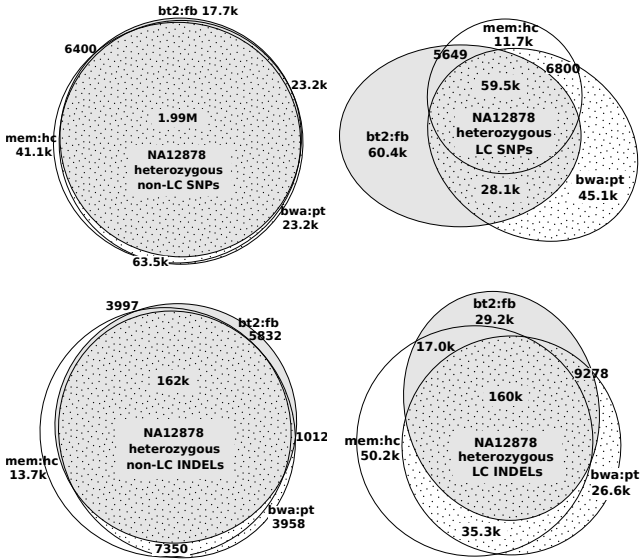 bt2:fb 17.7k
6400
23.2k
1.99M
mem:hc
41.1k
NA12878
heterozygous
non-LC SNPs
bwa:pt
23.2k
63.5k
mem:hc
11.7k
5649
6800
59.5k
NA12878
heterozygous
LC SNPs
bt2:fb
60.4k
28.1k
bwa:pt
45.1k
3997
bt2:fb
5832
162k
NA12878
heterozygous
non-LC INDELs
1012
mem:hc
13.7k
bwa:pt
3958
7350
bt2:fb
29.2k
17.0k
9278
160k
mem:hc
50.2k
NA12878
heterozygous
LC INDELs
bwa:pt
26.6k
35.3k